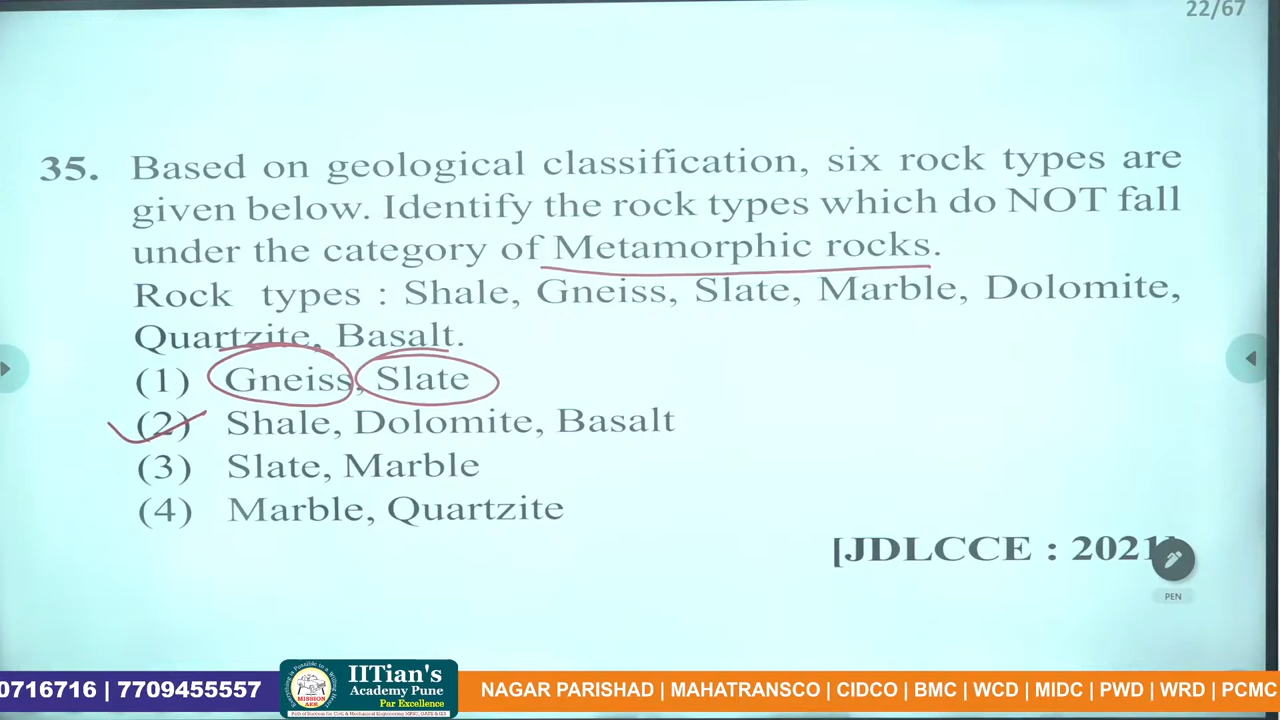 22/67
35. Based on geological classification, six rock types are
given below. Identify the rock types which do NOT fall
under the category of Metamorphic rocks.
Rock types : Shale, Gneiss, Slate, Marble, Dolomite,
Quartzite, Basalt.
(1) Gneiss, Slate
(2) Shale, Dolomite, Basalt
(3) Slate, Marble
(4) Marble, Quartzite
[JDLCCE : 2021]
PEN
0716716 | 7709455557
MISSION
AEE
IITian's
Academy Pune
Par Excellence
NAGAR PARISHAD | MAHATRANSCO | CIDCO | BMC | WCD | MIDC | PWD | WRD | PCMC